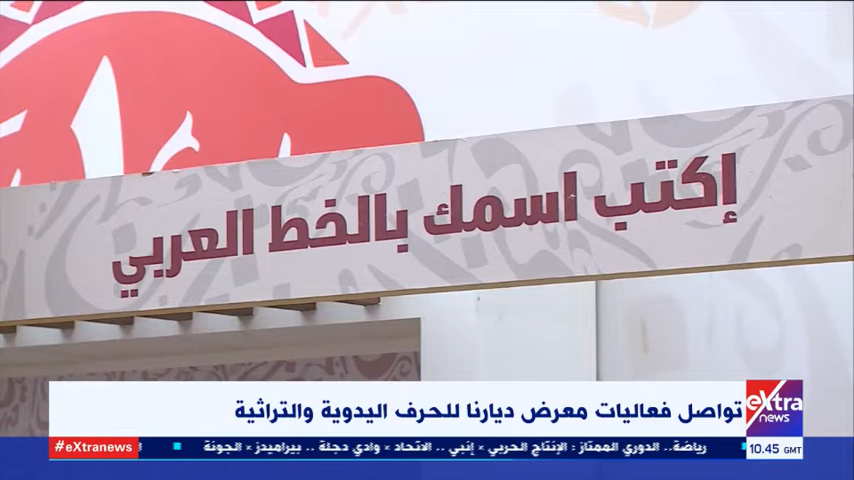 إكتب اسمك بالخط العربي
تواصل فعاليات معرض ديارنا للحرف اليدوية والتراثية
eXtra news
#eXtranews
رياضة.. الدوري الممتاز : الإنتاج الحربي × إنبي .. الاتحاد × وادي دجلة .. بيراميدز × الجونة
10.45 GMT